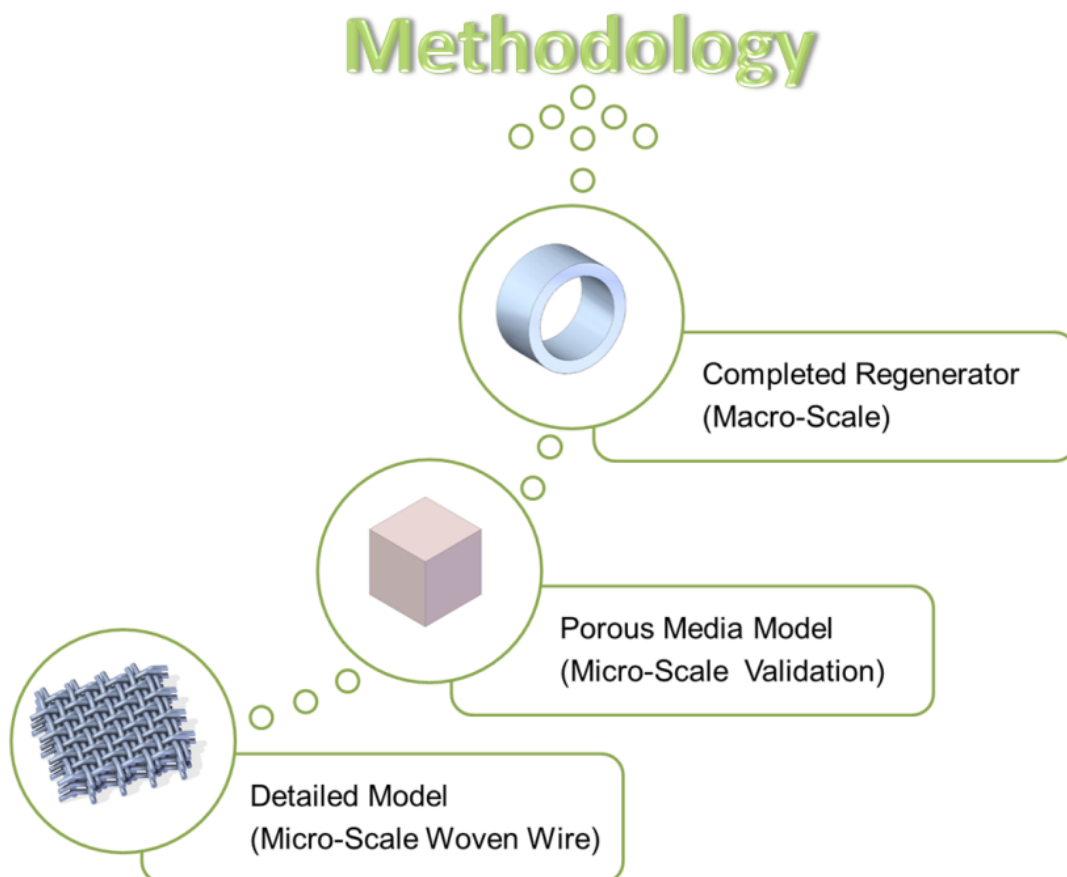 Methodology
Completed Regenerator
(Macro-Scale)
Porous Media Model
(Micro-Scale Validation)
Detailed Model
(Micro-Scale Woven Wire)